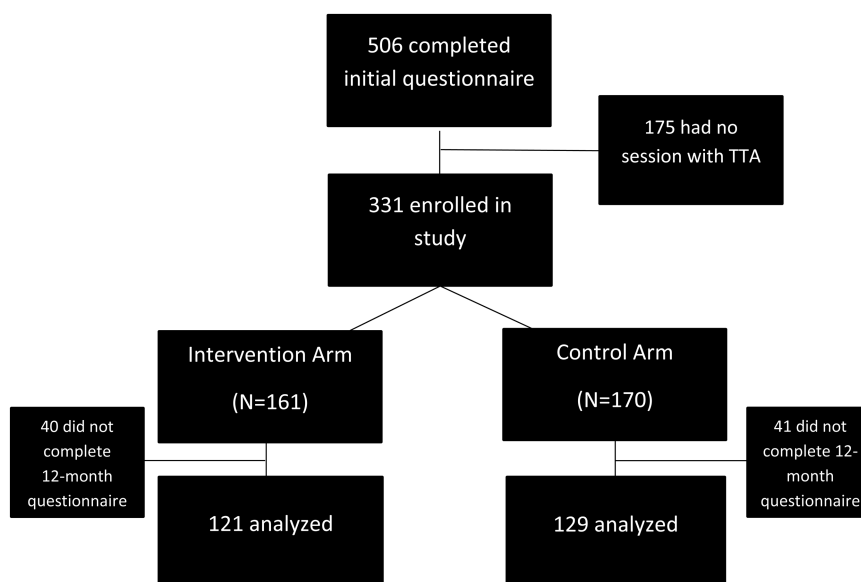 506 completed
initial questionnaire
175 had no
session with TTA
331 enrolled in
study
Intervention Arm
(N=161)
Control Arm
(N=170)
40 did not
complete
12-month
questionnaire
41 did not
complete 12-
month
questionnaire
121 analyzed
129 analyzed